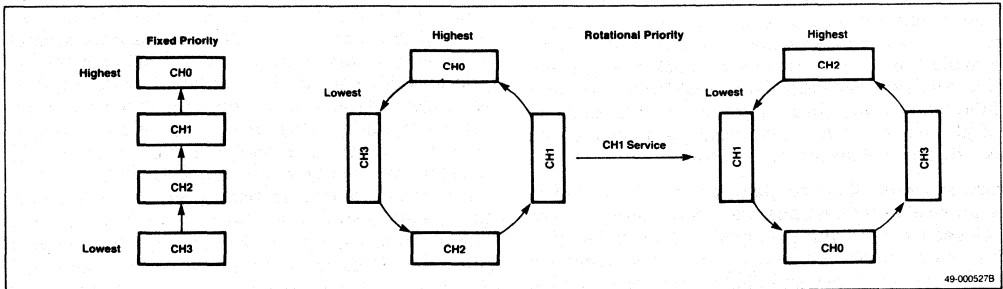 Fixed Priority
Highest
CH0
CH1
CH2
Lowest
CH3
Highest
Rotational Priority
CH0
Lowest
CH3
CH1
CH2
CH1 Service
Highest
CH2
Lowest
CH1
CH3
CH0
49-000527B